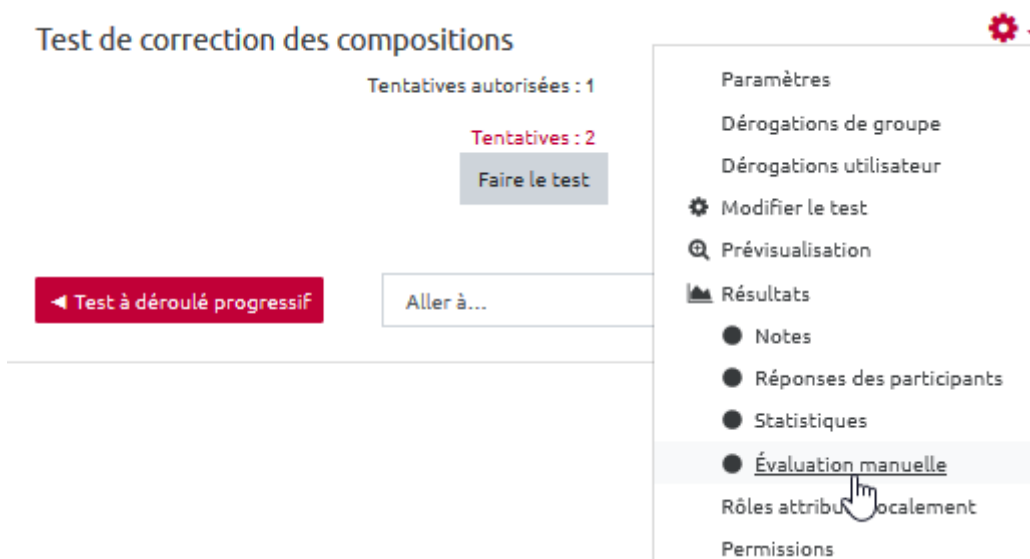 Test de correction des compositions
Tentatives autorisées : 1
Tentatives : 2
Faire le test
◄ Test à déroulé progressif
Aller à...
Paramètres
Dérogations de groupe
Dérogations utilisateur
Modifier le test
Prévisualisation
Résultats
Notes
Réponses des participants
Statistiques
Évaluation manuelle
Rôles attribu ocalement
Permissions